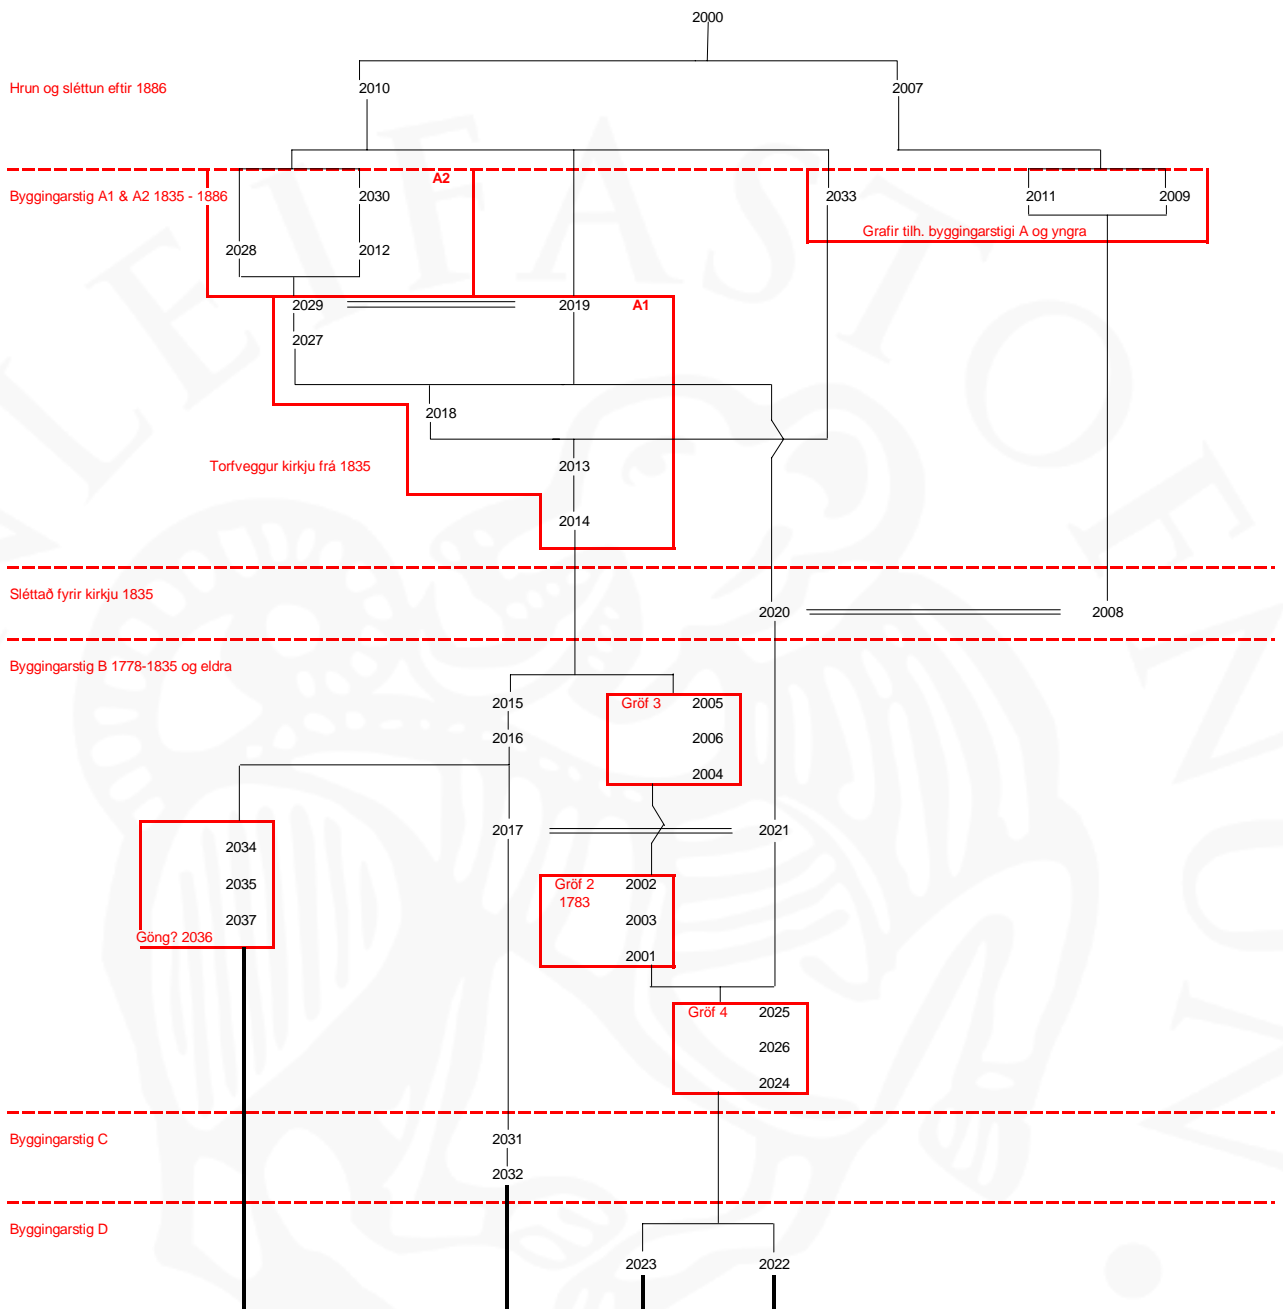 2000
Hrun og sléttun eftir 1886
2010
2007
A2
Byggingarstig A1 & A2 1835 - 1886
2030
2033
2011
2009
Grafir tilh. byggingarstigi A og yngra
2028
2012
2029
2019
A1
2027
2018
Torfveggur kirkju frá 1835
2013
2014
Sléttað fyrir kirkju 1835
2020
2008
Byggingarstig B 1778-1835 og eldra
2015
Gröf 3
2005
2016
2006
2004
2017
2021
2034
2035
Gröf 2
2002
1783
2037
2003
Göng? 2036
2001
Gröf 4
2025
2026
2024
Byggingarstig C
2031
2032
Byggingarstig D
2023
2022